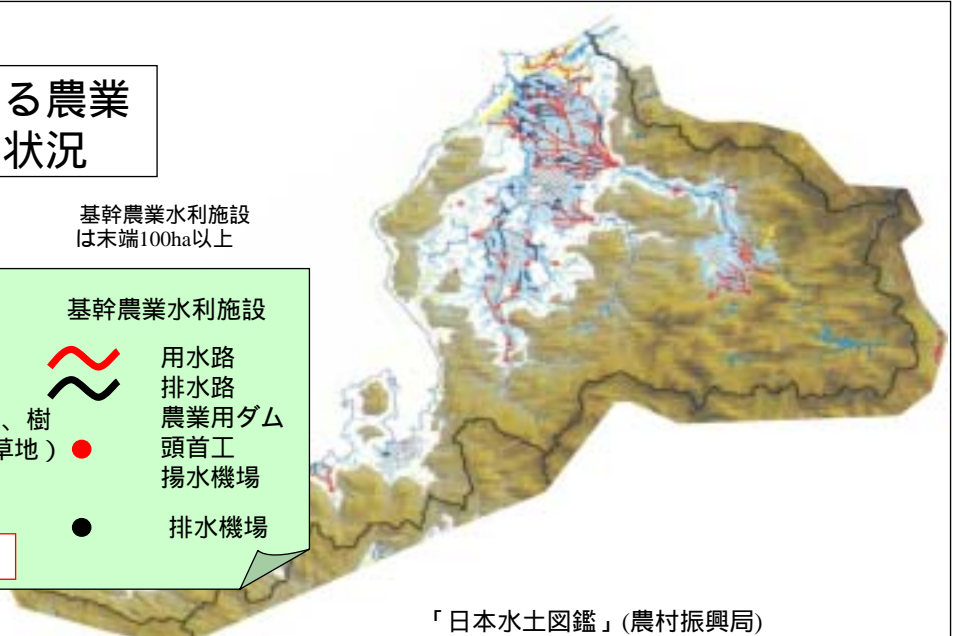 る農業
状況
基幹農業水利施設
は末端100ha以上
基幹農業水利施設
用水路
排水路
、樹
農業用ダム
草地）
頭首工
揚水機場
排水機場
「日本水土図鑑」(農村振興局)